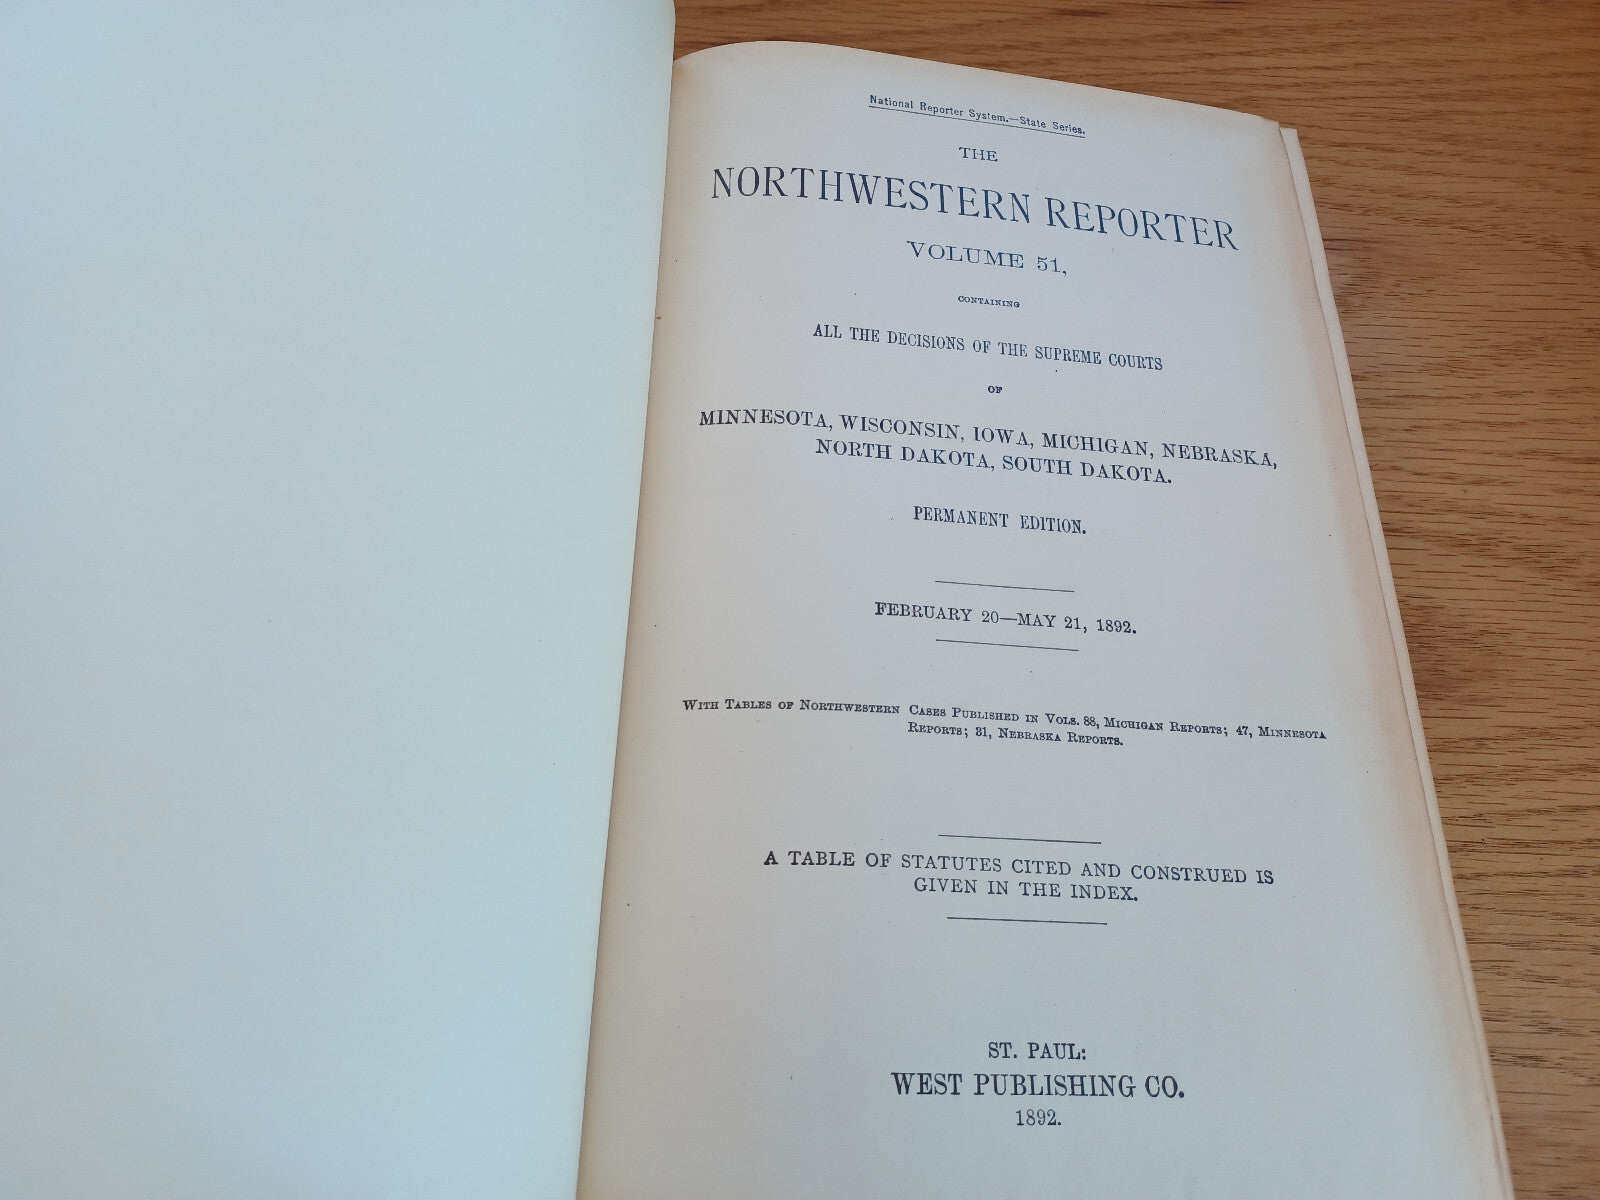 National Reporter System.—State Series.
THE
NORTHWESTERN REPORTER
VOLUME 51,
CONTAINING
ALL THE DECISIONS OF THE SUPREME COURTS
OF
MINNESOTA, WISCONSIN, IOWA, MICHIGAN, NEBRASKA,
NORTH DAKOTA, SOUTH DAKOTA.
PERMANENT EDITION.
FEBRUARY 20—MAY 21, 1892.
WITH TABLES OF NORTHWESTERN CASES PUBLISHED IN VOLS. 88, MICHIGAN REPORTS; 47, MINNESOTA
REPORTS; 31, NEBRASKA REPORTS.
A TABLE OF STATUTES CITED AND CONSTRUED IS
GIVEN IN THE INDEX.
ST. PAUL:
WEST PUBLISHING CO.
1892.